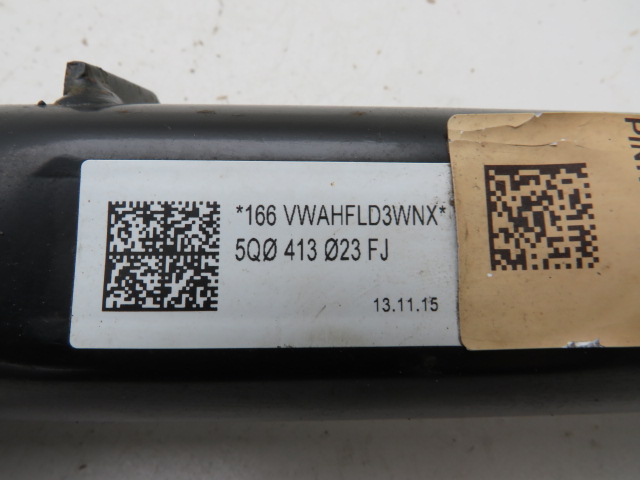 *166 VWAHFLD3WNX*
5QØ 413 Ø23 FJ
13.11.15